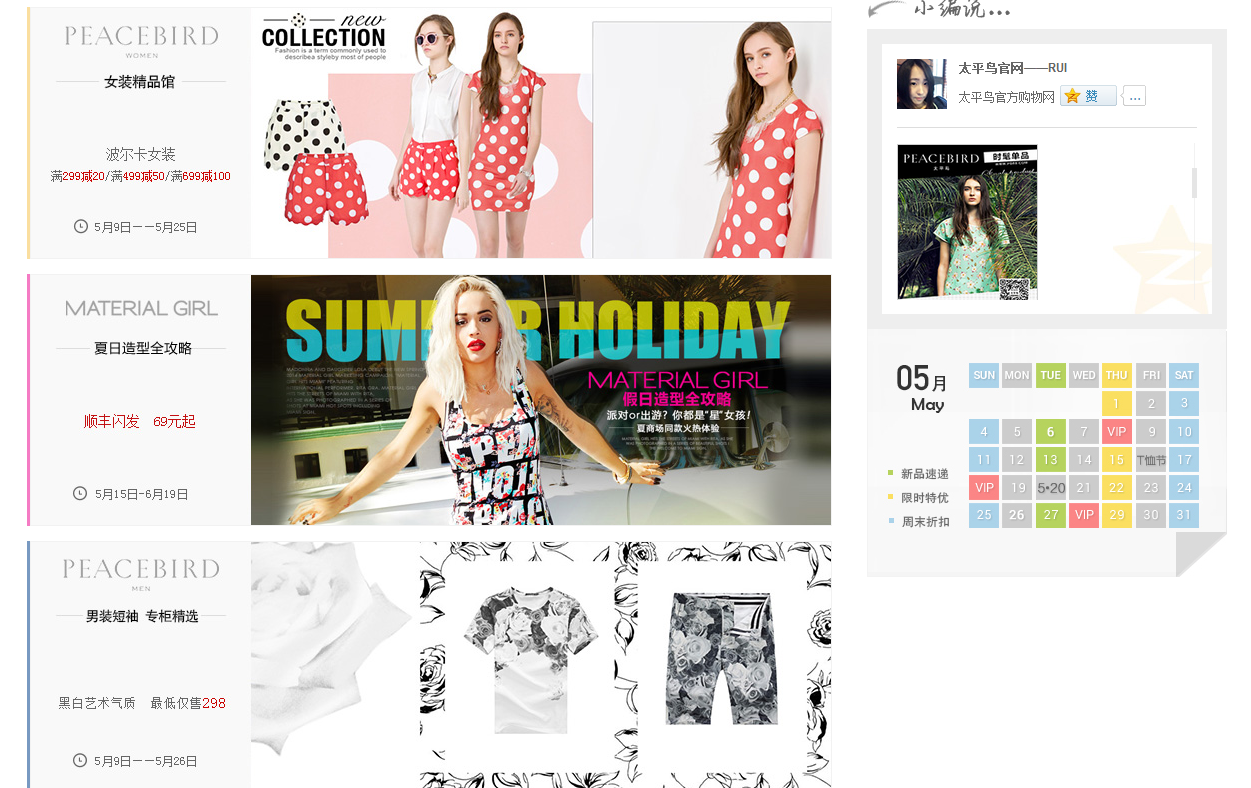 PEACEBIRD
WOMEN
女装精品馆
波尔卡女装
满299减20/满499减50/满699减100
5月9日——5月25日
new
COLLECTION
Fashion is a term commonly used to
describea styleby most of people
MATERIAL GIRL
夏日造型全攻略
顺丰闪发 69元起
5月15日-6月19日
SUMMER HOLIDAY
MATERIAL GIRL
假日造型全攻略
派对or出游？你都是“星”女孩！
夏商场同款火热体验
PEACEBIRD
MEN
男装短袖 专柜精选
黑白艺术气质 最低仅售298
5月9日——5月26日
小编说...
太平鸟官网——RUI
太平鸟官方购物网 赞 ...
PEACEBIRD 时髦单品
太平鸟
05月
May
SUN MON TUE WED THU FRI SAT
1 2 3
4 5 6 7 VIP 9 10
11 12 13 14 15 T恤节 17
VIP 19 5•20 21 22 23 24
25 26 27 VIP 29 30 31
新品速递
限时特优
周末折扣